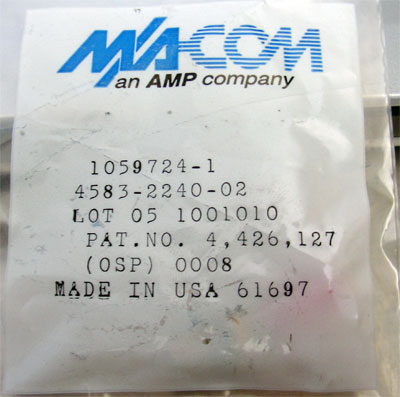 M/A-COM
an AMP company
1059724-1
4583-2240-02
LOT 05 1001010
PAT.NO. 4,426,127
(OSP) 0008
MADE IN USA 61697